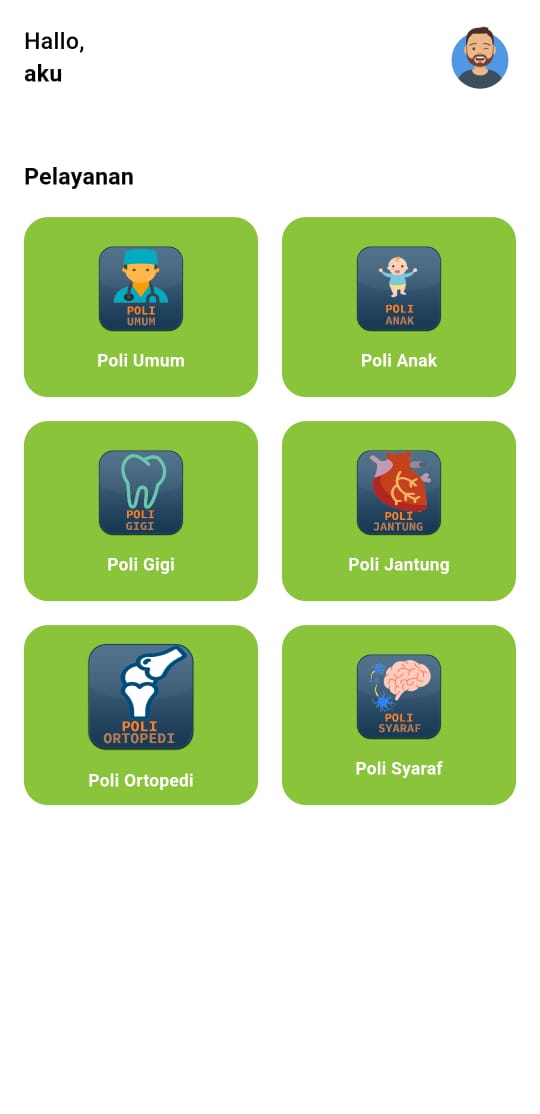 Hallo,
aku
Pelayanan
POLI
UMUM
Poli Umum
POLI
ANAK
Poli Anak
POLI
GIGI
Poli Gigi
POLI
JANTUNG
Poli Jantung
POLI
ORTOPEDI
Poli Ortopedi
POLI
SYARAF
Poli Syaraf